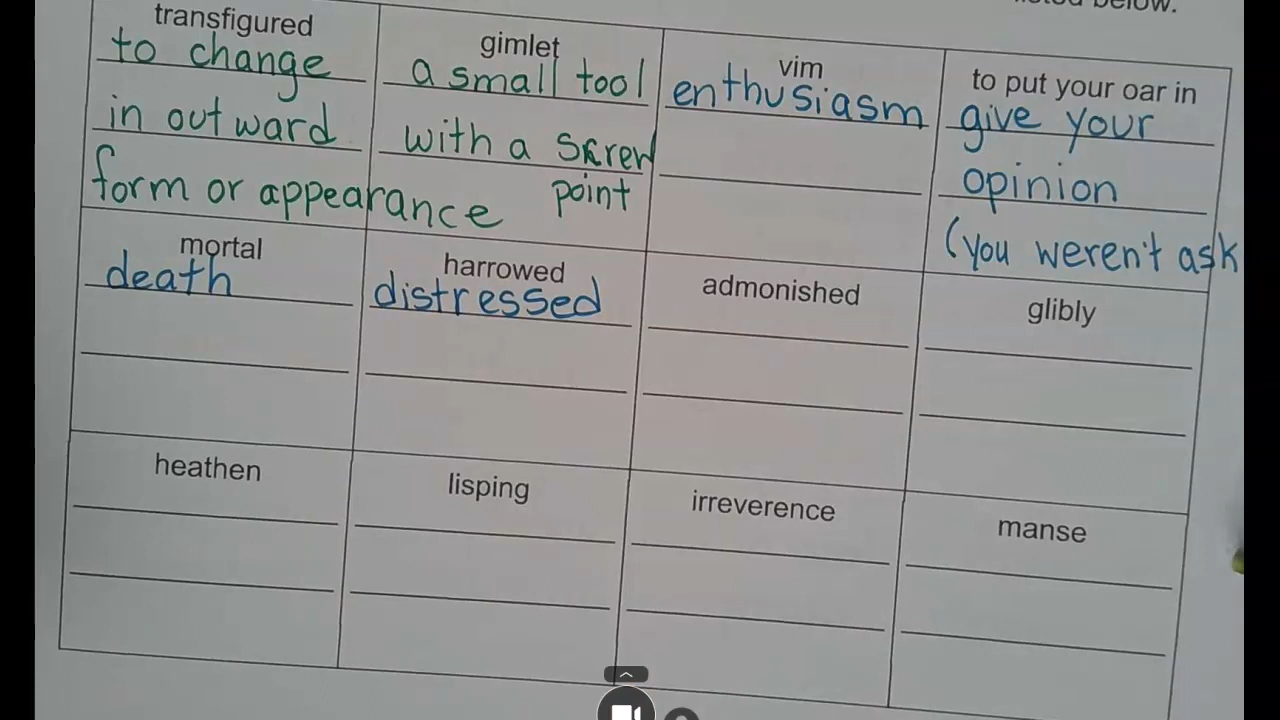 below.
transfigured
to change
in outward
form or appearance
gimlet
a small tool
with a screw
point
vim
enthusiasm
to put your oar in
give your
opinion
(you weren't ask
mortal
death
harrowed
distressed
admonished
glibly
heathen
lisping
irreverence
manse